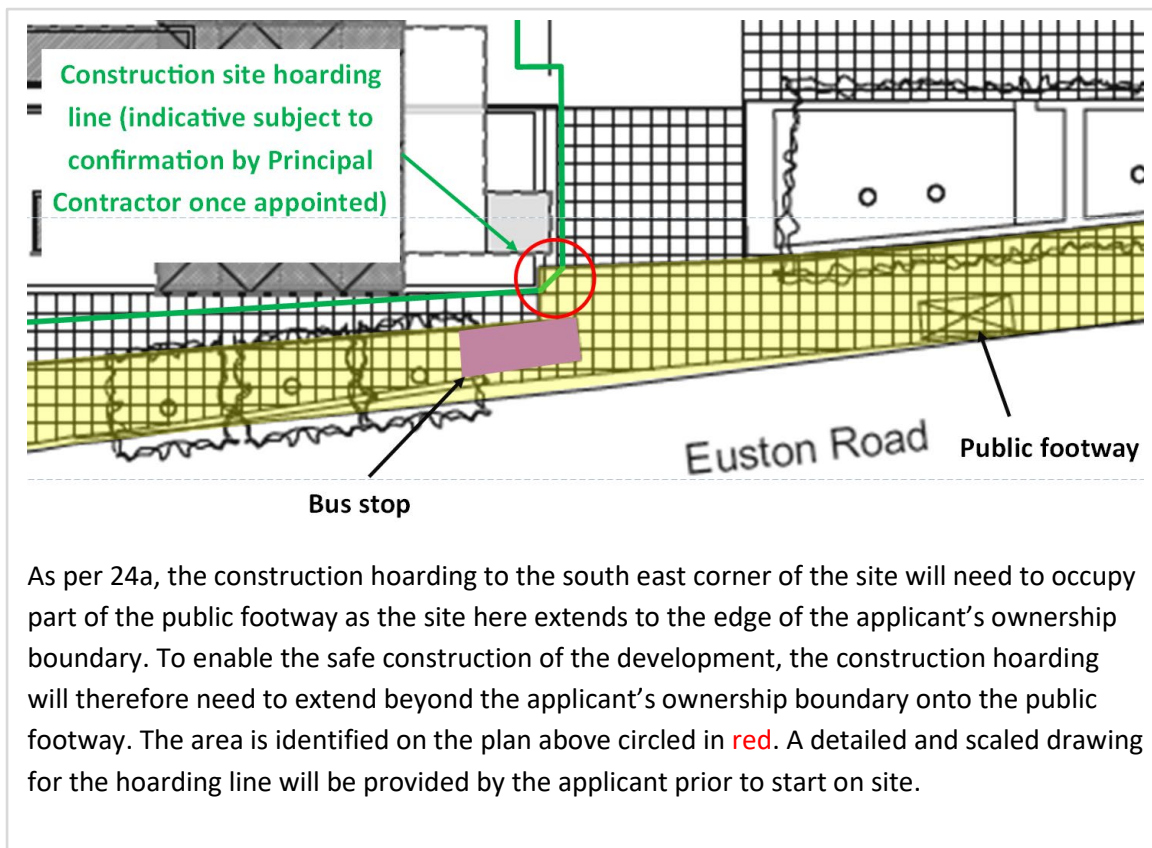 Construction site hoarding
line (indicative subject to
confirmation by Principal
Contractor once appointed)
Euston Road
Public footway
Bus stop
As per 24a, the construction hoarding to the south east corner of the site will need to occupy
part of the public footway as the site here extends to the edge of the applicant’s ownership
boundary. To enable the safe construction of the development, the construction hoarding
will therefore need to extend beyond the applicant’s ownership boundary onto the public
footway. The area is identified on the plan above circled in red. A detailed and scaled drawing
for the hoarding line will be provided by the applicant prior to start on site.